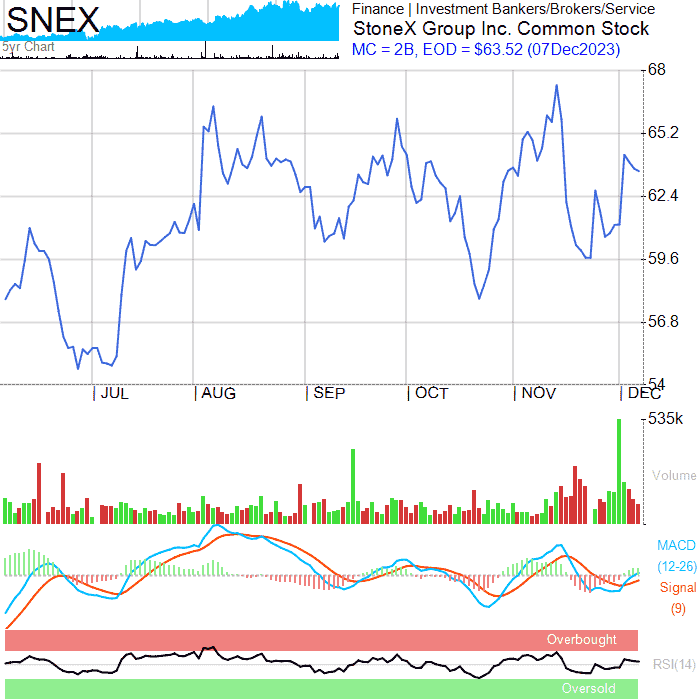 SNEX
5yr Chart
Finance | Investment Bankers/Brokers/Service
StoneX Group Inc. Common Stock
MC = 2B, EOD = $63.52 (07Dec2023)
68
65.2
62.4
59.6
56.8
54
JUL AUG SEP OCT NOV DEC
535k
Volume
MACD
(12-26)
Signal
(9)
Overbought
RSI(14)
Oversold